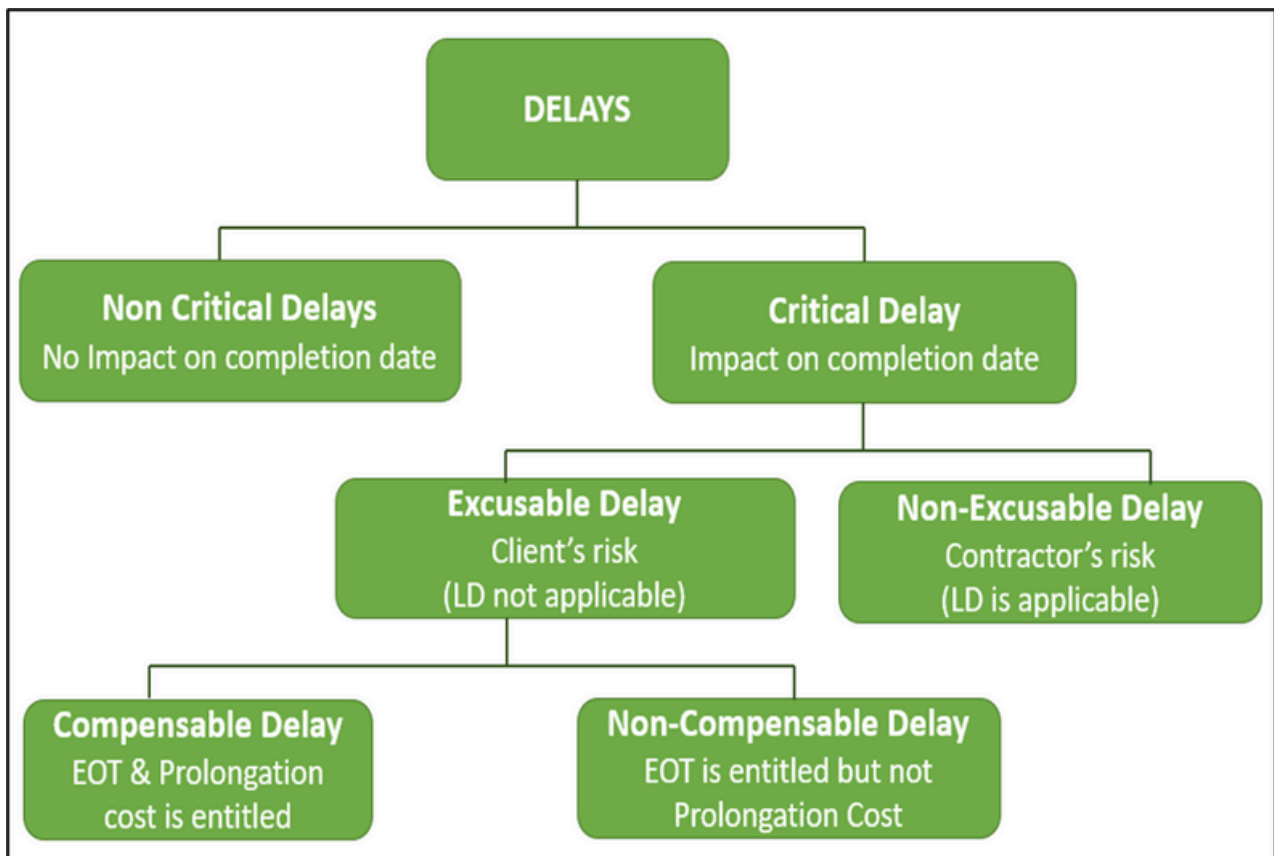 DELAYS
Non Critical Delays
No Impact on completion date
Critical Delay
Impact on completion date
Excusable Delay
Client's risk
(LD not applicable)
Non-Excusable Delay
Contractor's risk
(LD is applicable)
Compensable Delay
EOT & Prolongation
cost is entitled
Non-Compensable Delay
EOT is entitled but not
Prolongation Cost